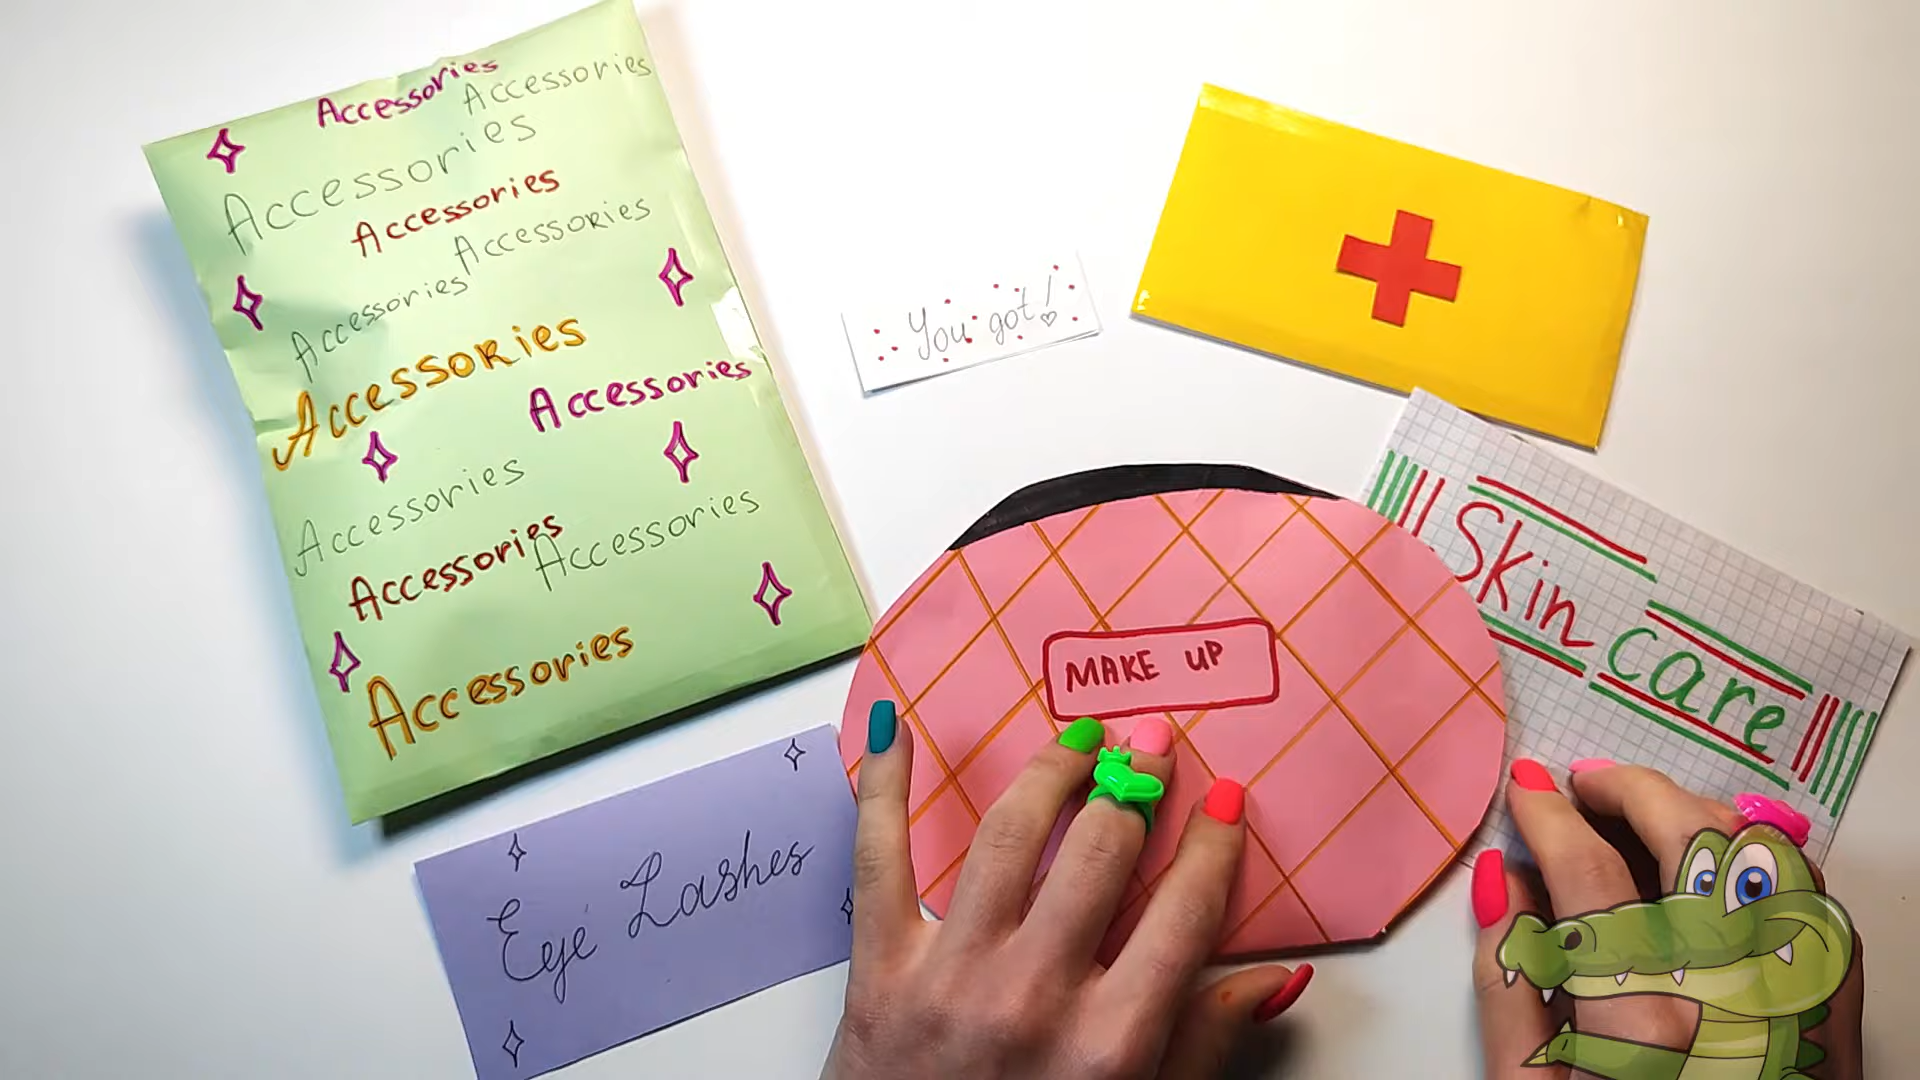 Accessories
Accessories
Accessories
Accessories
Accessories
Accessories
Accessories
Accessories
Accessories
Accessories
Accessories
Accessories
You got!
MAKE UP
Skin care
Eye Lashes